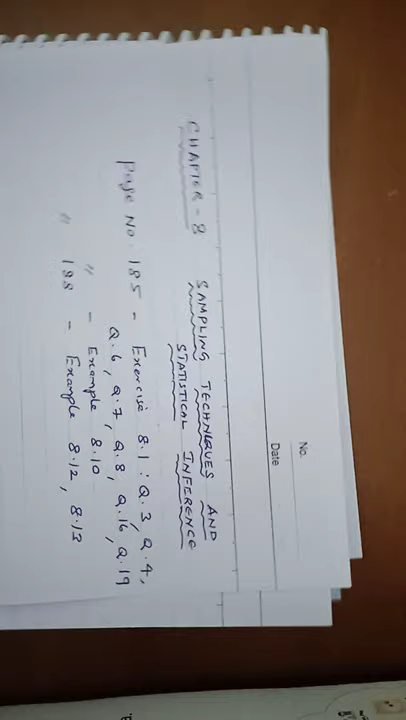 No.
Date
CHAPTER - 8 SAMPLING TECHNIQUES AND
STATISTICAL INFERENCE
Page No. 185 - Exercise 8.1 : Q.3, Q.4,
Q.6, Q.7, Q.8, Q.16, Q.19
" - Example 8.10
" 188 - Example 8.12, 8.13